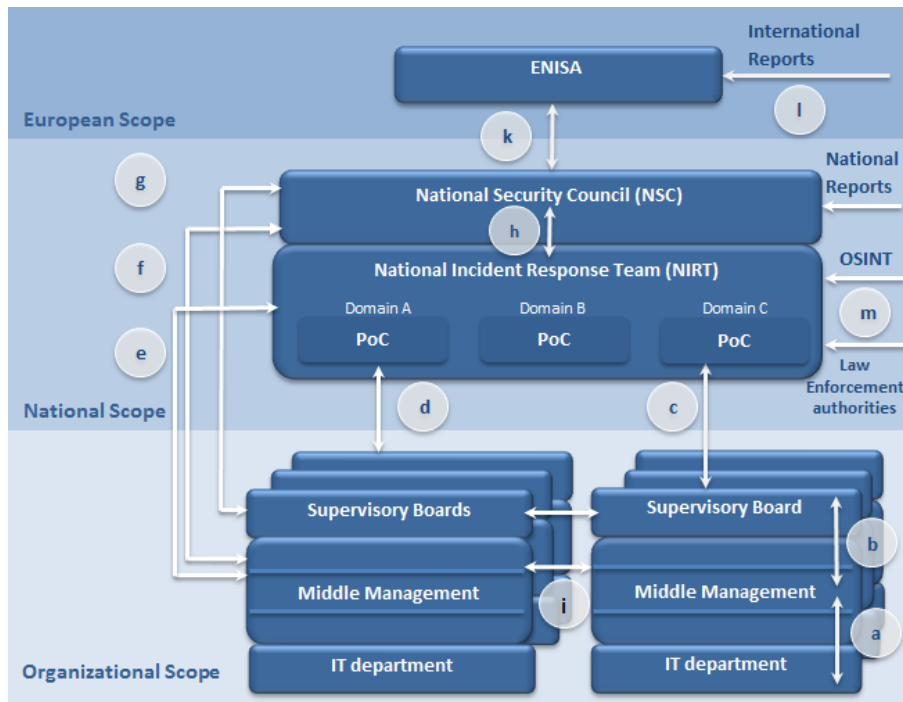 International
Reports
ENISA
l
European Scope
k
National
Reports
g
National Security Council (NSC)
h
OSINT
f
National Incident Response Team (NIRT)
Domain A
Domain B
Domain C
m
PoC
PoC
PoC
e
Law
Enforcement
authorities
National Scope
d
c
Supervisory Boards
Supervisory Board
b
Middle Management
Middle Management
i
a
IT department
IT department
Organizational Scope